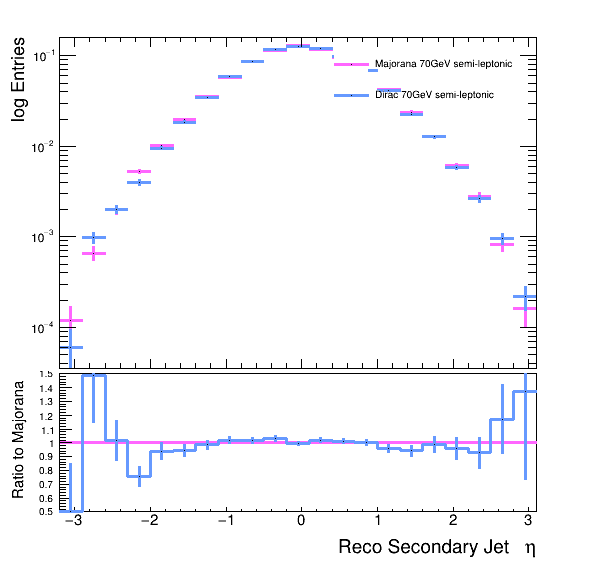 log Entries
10⁻¹
10⁻²
10⁻³
10⁻⁴
Majorana 70GeV semi-leptonic
Dirac 70GeV semi-leptonic
Ratio to Majorana
1.5
1.4
1.3
1.2
1.1
1
0.9
0.8
0.7
0.6
0.5
−3 −2 −1 0 1 2 3
Reco Secondary Jet η